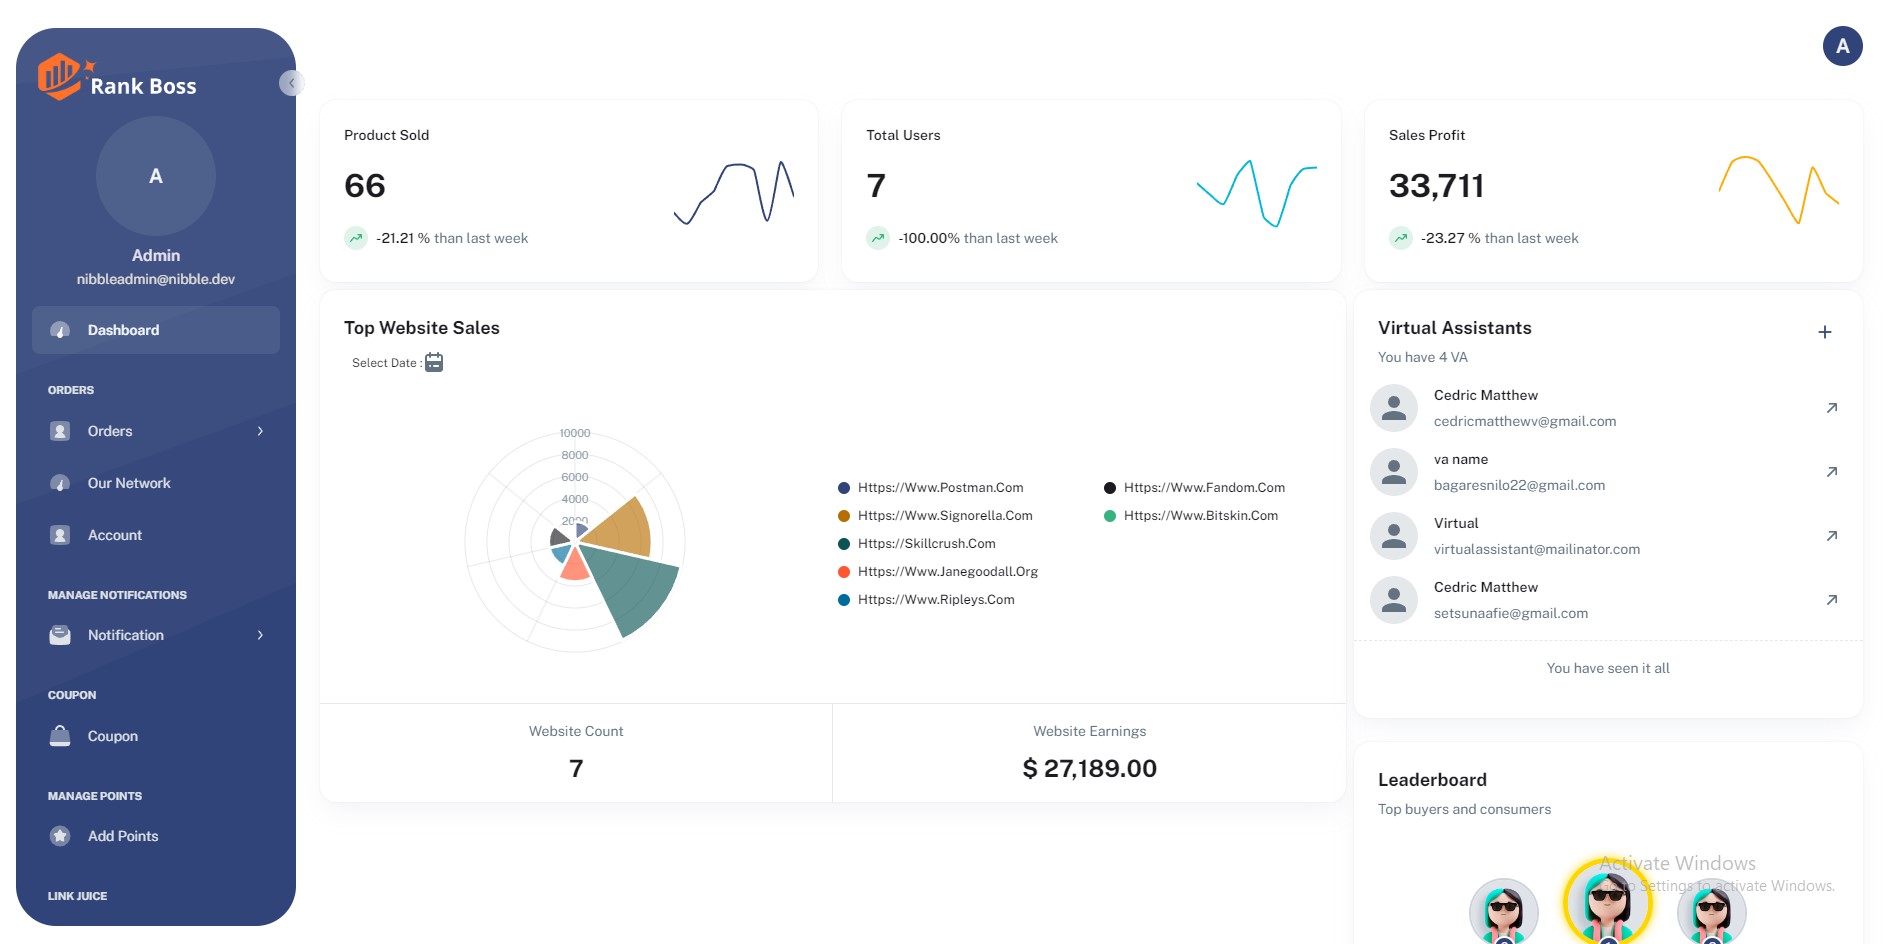 Rank Boss
A
Admin
nibbleadmin@nibble.dev
Dashboard
ORDERS
Orders
Our Network
Account
MANAGE NOTIFICATIONS
Notification
COUPON
Coupon
MANAGE POINTS
Add Points
LINK JUICE
A
Product Sold
66
-21.21 % than last week
Total Users
7
-100.00% than last week
Sales Profit
33,711
-23.27 % than last week
Top Website Sales
Select Date :
10000
8000
6000
4000
2000
Https://Www.Postman.Com
Https://Www.Signorella.Com
Https://Skillcrush.Com
Https://Www.Janegoodall.Org
Https://Www.Ripleys.Com
Https://Www.Fandom.Com
Https://Www.Bitskin.Com
Website Count
7
Website Earnings
$ 27,189.00
Virtual Assistants
You have 4 VA
Cedric Matthew
cedricmatthewv@gmail.com
va name
bagaresnilo22@gmail.com
Virtual
virtualassistant@mailinator.com
Cedric Matthew
setsunaafie@gmail.com
You have seen it all
Leaderboard
Top buyers and consumers
Activate Windows
Go to Settings to activate Windows.